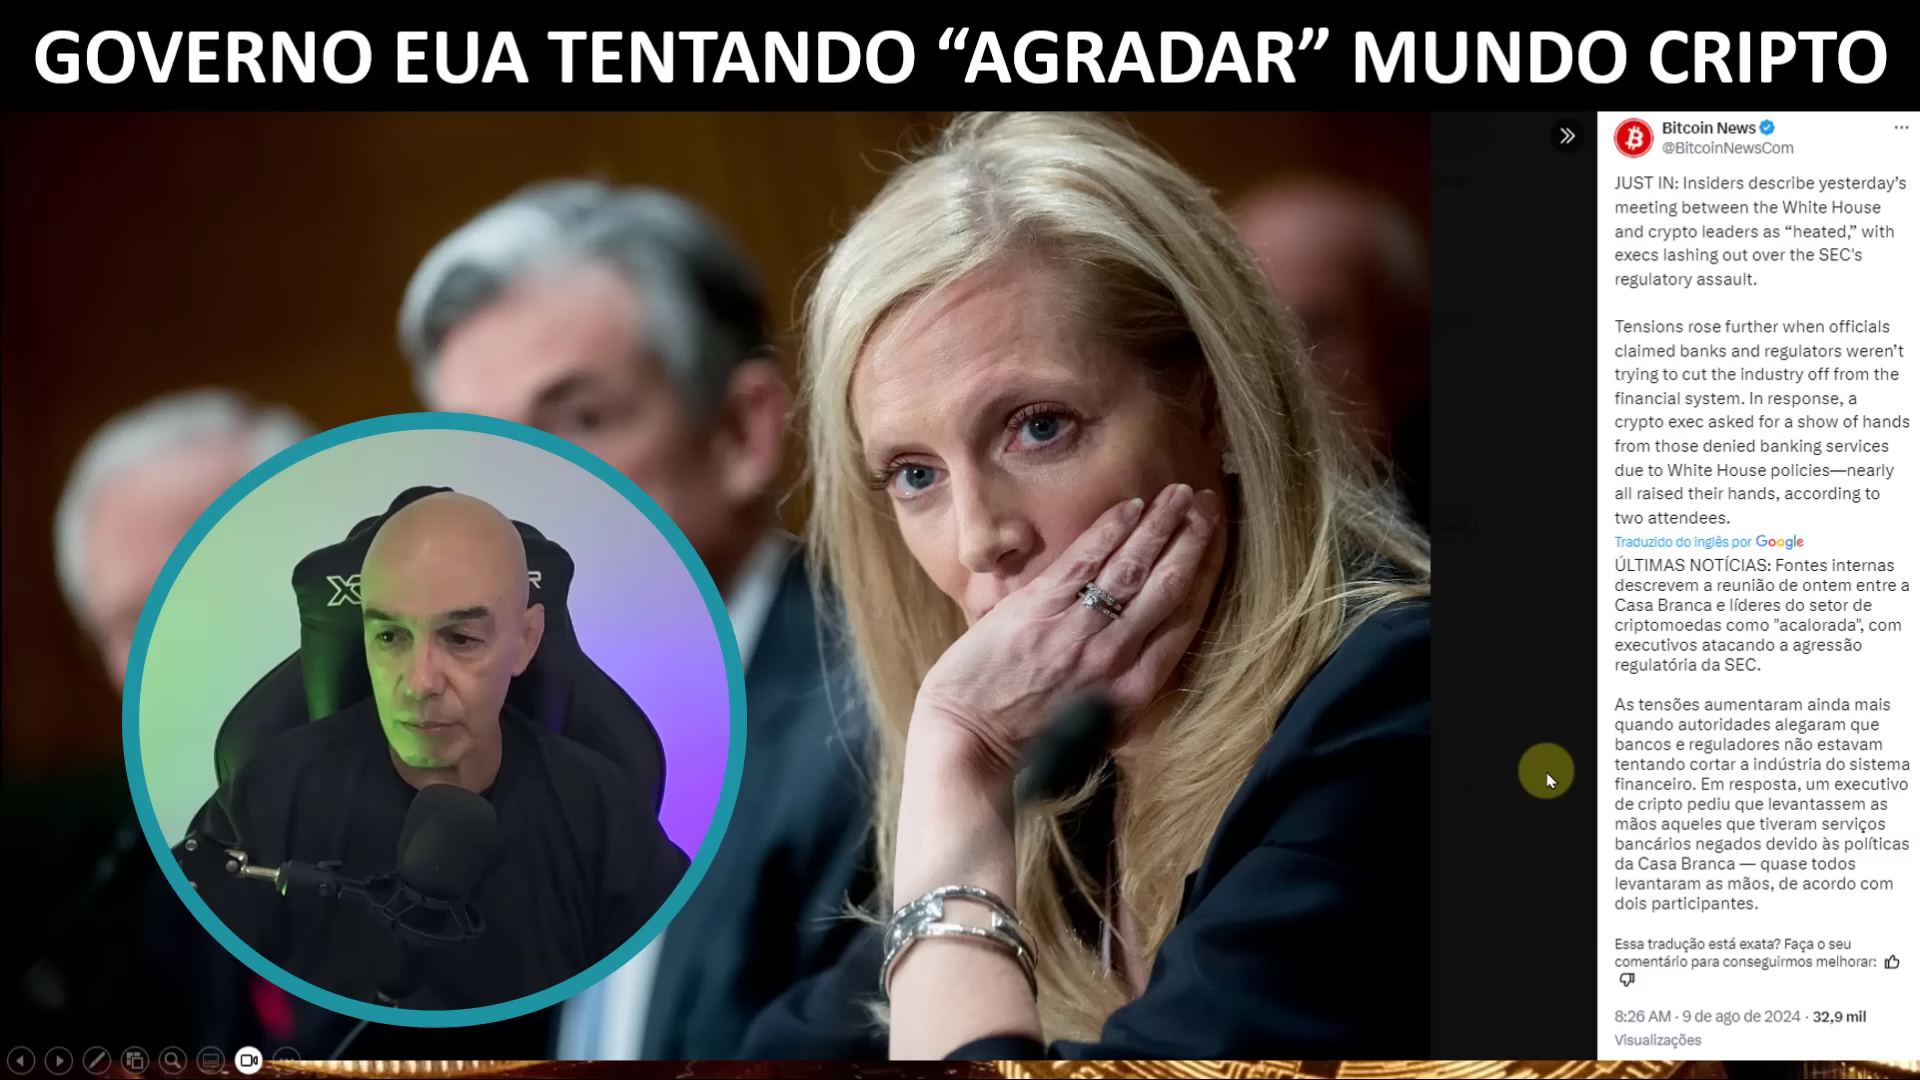 GOVERNO EUA TENTANDO “AGRADAR” MUNDO CRIPTO
Bitcoin News
@BitcoinNewsCom
JUST IN: Insiders describe yesterday’s
meeting between the White House
and crypto leaders as “heated,” with
execs lashing out over the SEC's
regulatory assault.
Tensions rose further when officials
claimed banks and regulators weren’t
trying to cut the industry off from the
financial system. In response, a
crypto exec asked for a show of hands
from those denied banking services
due to White House policies—nearly
all raised their hands, according to
two attendees.
Traduzido do inglês por Google
ÚLTIMAS NOTÍCIAS: Fontes internas
descrevem a reunião de ontem entre a
Casa Branca e líderes do setor de
criptomoedas como "acalorada", com
executivos atacando a agressão
regulatória da SEC.
As tensões aumentaram ainda mais
quando autoridades alegaram que
bancos e reguladores não estavam
tentando cortar a indústria do sistema
financeiro. Em resposta, um executivo
de cripto pediu que levantassem as
mãos aqueles que tiveram serviços
bancários negados devido às políticas
da Casa Branca — quase todos
levantaram as mãos, de acordo com
dois participantes.
Essa tradução está exata? Faça o seu
comentário para conseguirmos melhorar:
8:26 AM · 9 de ago de 2024 · 32,9 mil
Visualizações